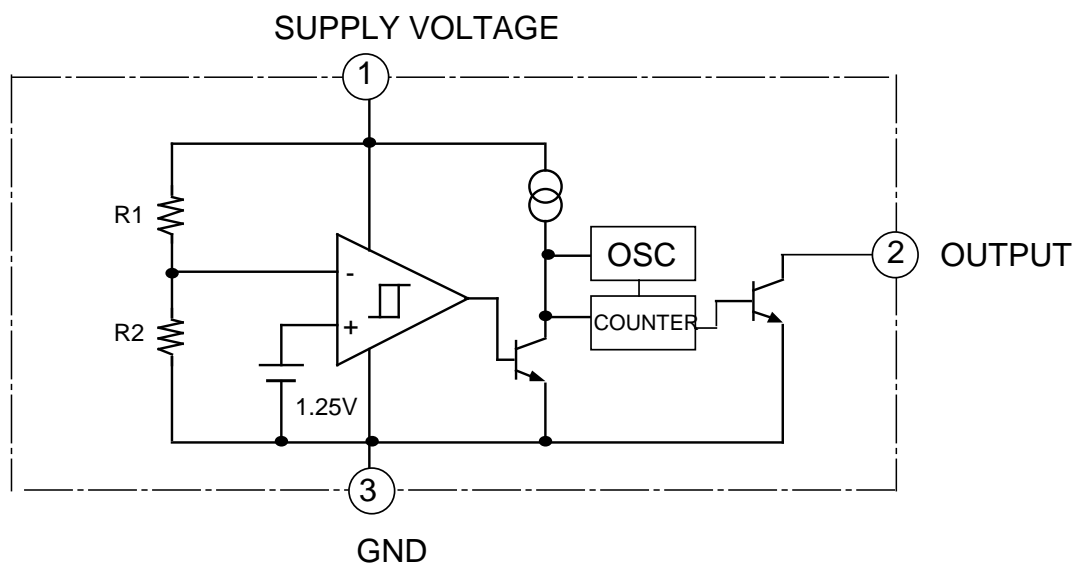 SUPPLY VOLTAGE
1
R1
-
OSC
2 OUTPUT
R2
+
COUNTER
1.25V
3
GND